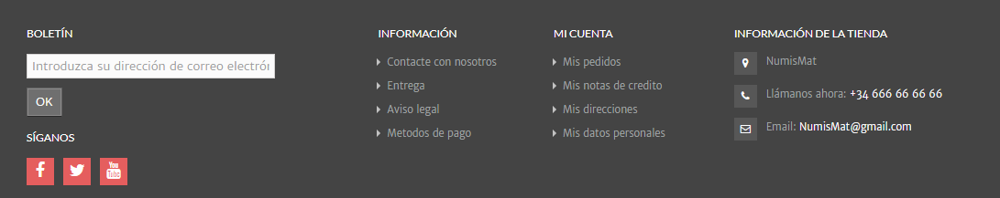 BOLETÍN
Introduzca su dirección de correo electrón
OK
SÍGANOS
You Tube
INFORMACIÓN
Contacte con nosotros
Entrega
Aviso legal
Metodos de pago
MI CUENTA
Mis pedidos
Mis notas de credito
Mis direcciones
Mis datos personales
INFORMACIÓN DE LA TIENDA
NumisMat
Llámanos ahora: +34 666 66 66 66
Email: NumisMat@gmail.com